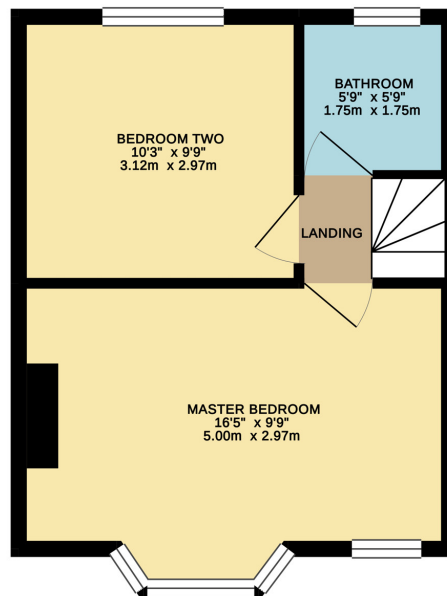 BATHROOM
5'9" x 5'9"
1.75m x 1.75m
BEDROOM TWO
10'3" x 9'9"
3.12m x 2.97m
LANDING
MASTER BEDROOM
16'5" x 9'9"
5.00m x 2.97m